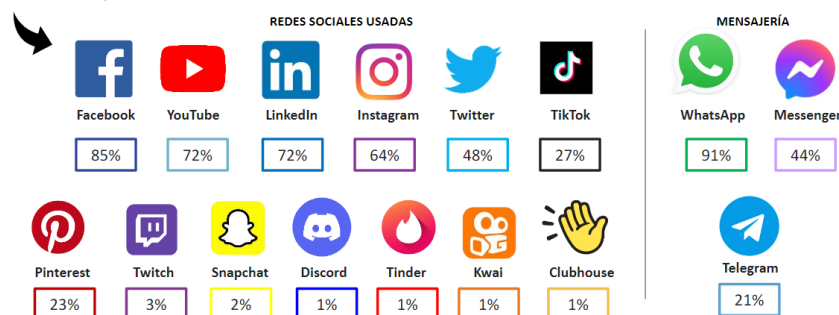 REDES SOCIALES USADAS
MENSAJERÍA
Facebook YouTube LinkedIn Instagram Twitter TikTok WhatsApp Messenger
85% 72% 72% 64% 48% 27% 91% 44%
Pinterest Twitch Snapchat Discord Tinder Kwai Clubhouse Telegram
23% 3% 2% 1% 1% 1% 1% 21%